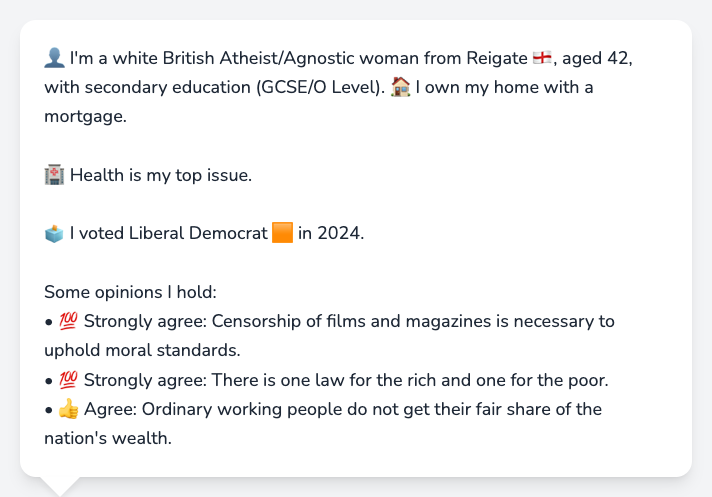 👤 I'm a white British Atheist/Agnostic woman from Reigate 🏴󠁧󠁢󠁥󠁮󠁧󠁿, aged 42,
with secondary education (GCSE/O Level). 🏠 I own my home with a
mortgage.
🏥 Health is my top issue.
🗳️ I voted Liberal Democrat 🟧 in 2024.
Some opinions I hold:
• 💯 Strongly agree: Censorship of films and magazines is necessary to
uphold moral standards.
• 💯 Strongly agree: There is one law for the rich and one for the poor.
• 👍 Agree: Ordinary working people do not get their fair share of the
nation's wealth.